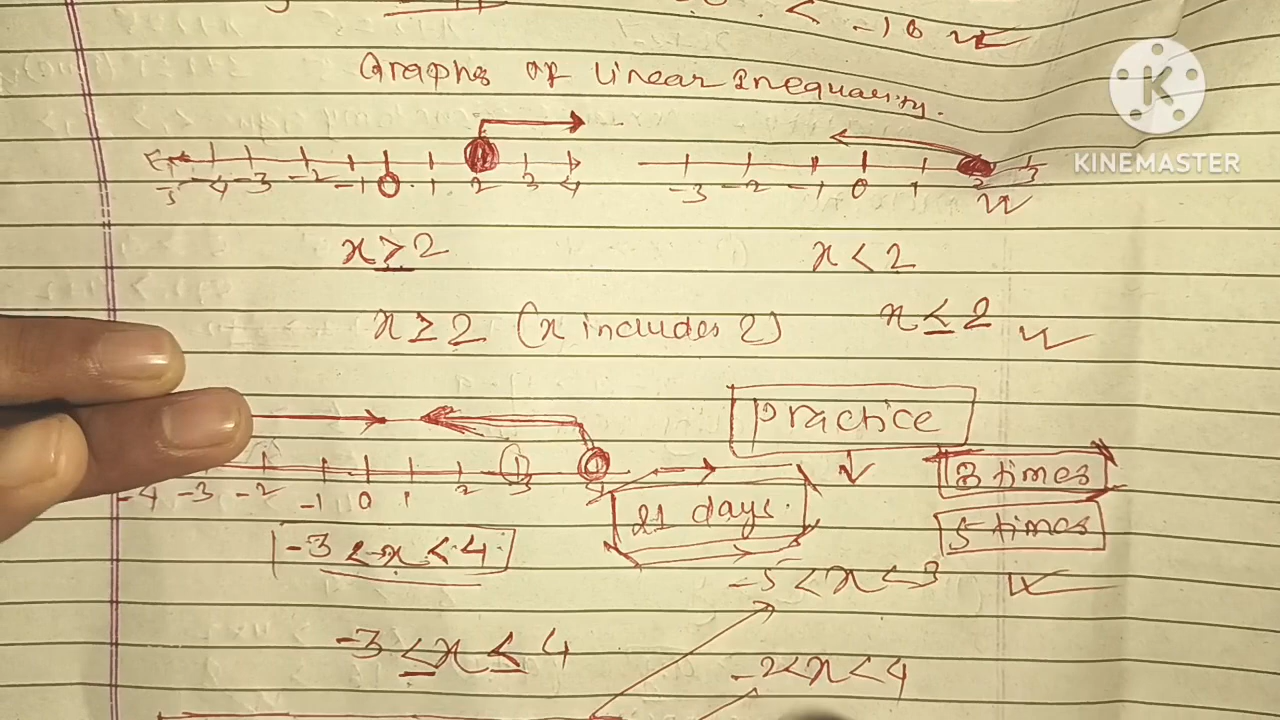 < -10
Graphs of Linear Inequality.
KINEMASTER
-5 -4 -3 -2 -1 0 1 2 3 4
-3 -2 -1 0 1 2 3
x ≥ 2
x < 2
x ≥ 2 (x includes 2)
x ≤ 2
Practice
3 times
-4 -3 -2 -1 0 1 2 3 4
21 days.
5 times
-3 < x < 4
-5 < x < 3
-3 ≤ x ≤ 4
-2 < x < 4